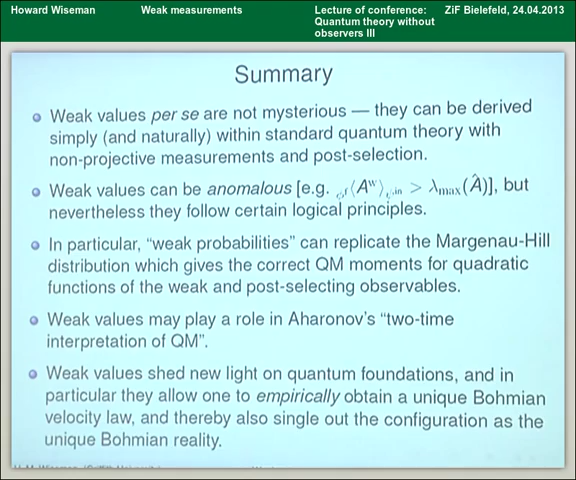 Howard Wiseman
Weak measurements
Lecture of conference:
Quantum theory without
observers III
ZiF Bielefeld, 24.04.2013
Summary
Weak values per se are not mysterious — they can be derived
simply (and naturally) within standard quantum theory with
non-projective measurements and post-selection.
Weak values can be anomalous [e.g. ⟨Aʷ⟩ > λmax(Â)], but
nevertheless they follow certain logical principles.
In particular, “weak probabilities” can replicate the Margenau-Hill
distribution which gives the correct QM moments for quadratic
functions of the weak and post-selecting observables.
Weak values may play a role in Aharonov’s “two-time
interpretation of QM”.
Weak values shed new light on quantum foundations, and in
particular they allow one to empirically obtain a unique Bohmian
velocity law, and thereby also single out the configuration as the
unique Bohmian reality.